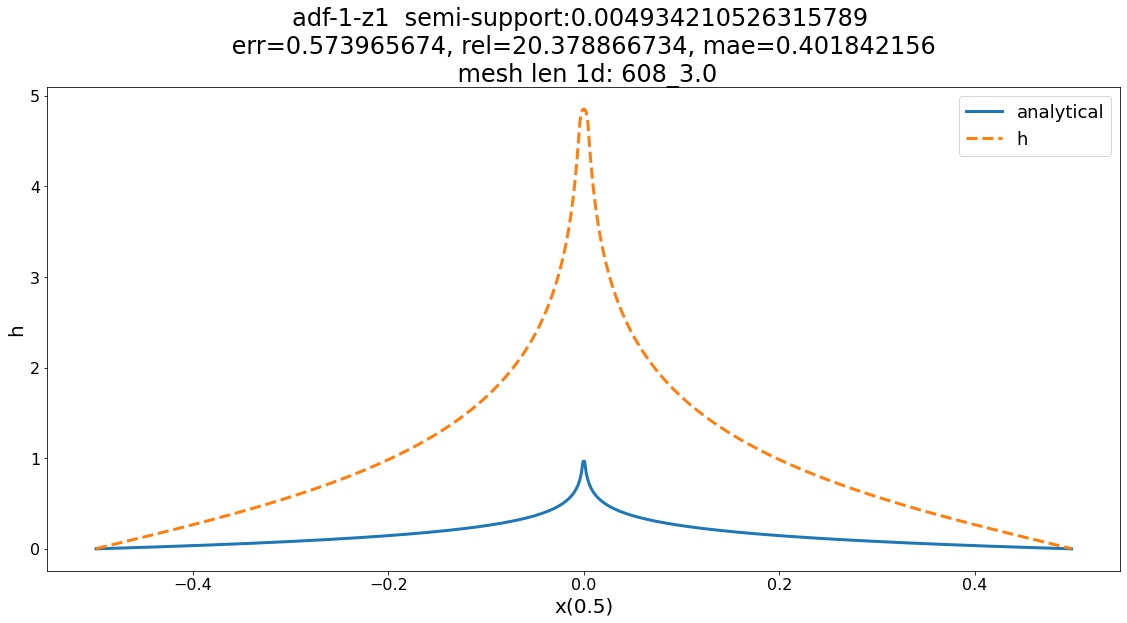 adf-1-z1  semi-support:0.004934210526315789
err=0.573965674, rel=20.378866734, mae=0.401842156
mesh len 1d: 608_3.0
analytical
h
h
5
4
3
2
1
0
−0.4
−0.2
0.0
0.2
0.4
x(0.5)